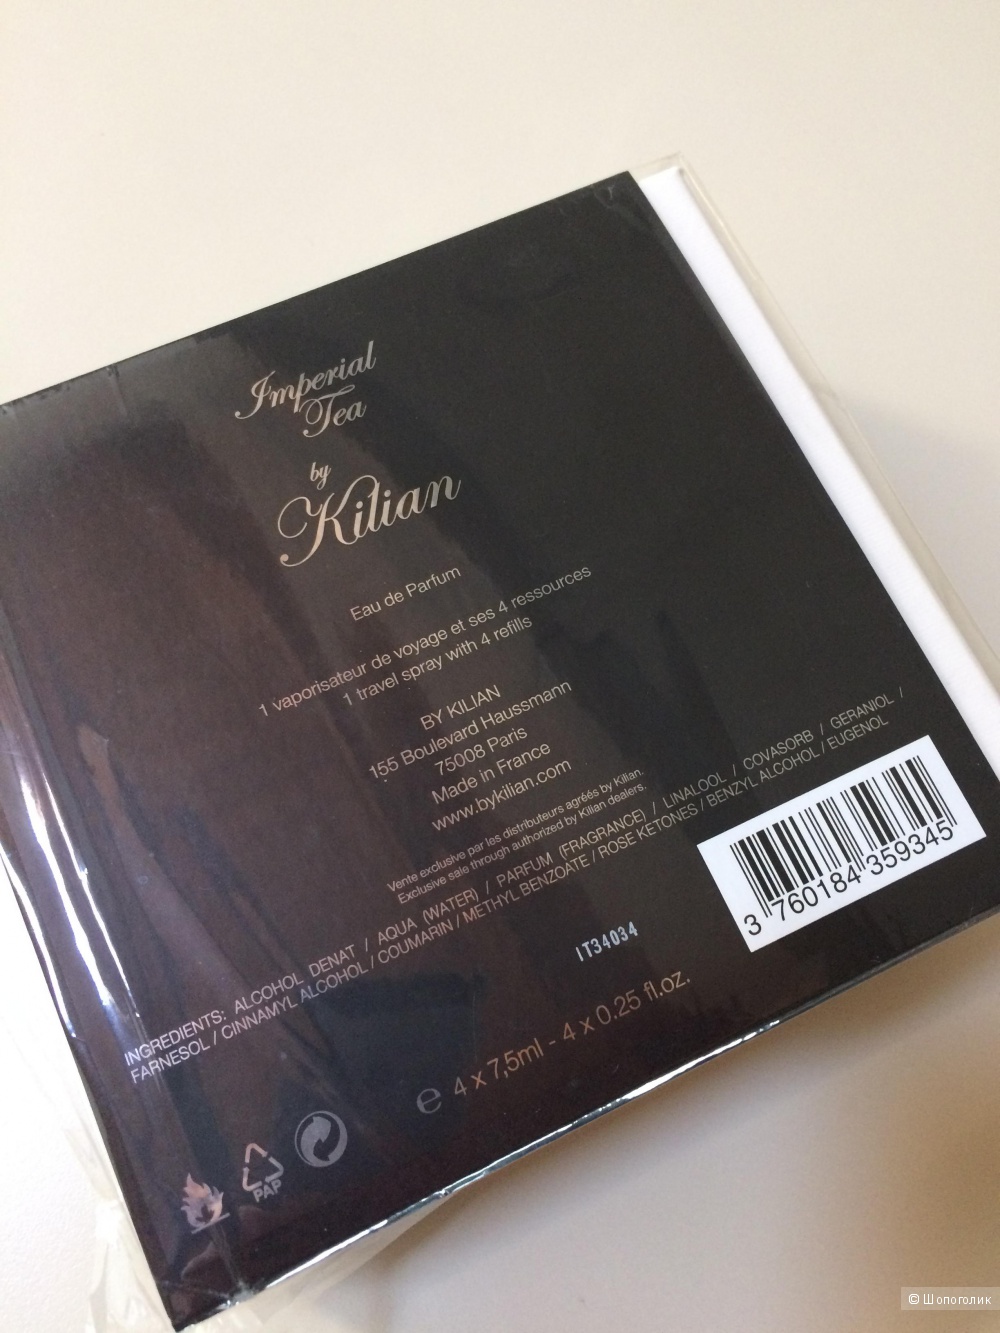 Imperial
Tea
by
Kilian
Eau de Parfum
1 vaporisateur de voyage et ses 4 ressources
1 travel spray with 4 refills
BY KILIAN
155 Boulevard Haussmann
75008 Paris
Made in France
www.bykilian.com
Vente exclusive par les distributeurs agréés by Kilian.
Exclusive sale through authorized by Kilian dealers.
INGREDIENTS: ALCOHOL DENAT / AQUA (WATER) / PARFUM (FRAGRANCE) / LINALOOL / COVASORB / GERANIOL /
FARNESOL / CINNAMYL ALCOHOL / COUMARIN / METHYL BENZOATE / ROSE KETONES / BENZYL ALCOHOL / EUGENOL
3 760184 359345
IT34034
e 4 x 7,5ml - 4 x 0.25 fl.oz.
PAP
© Шопоголик